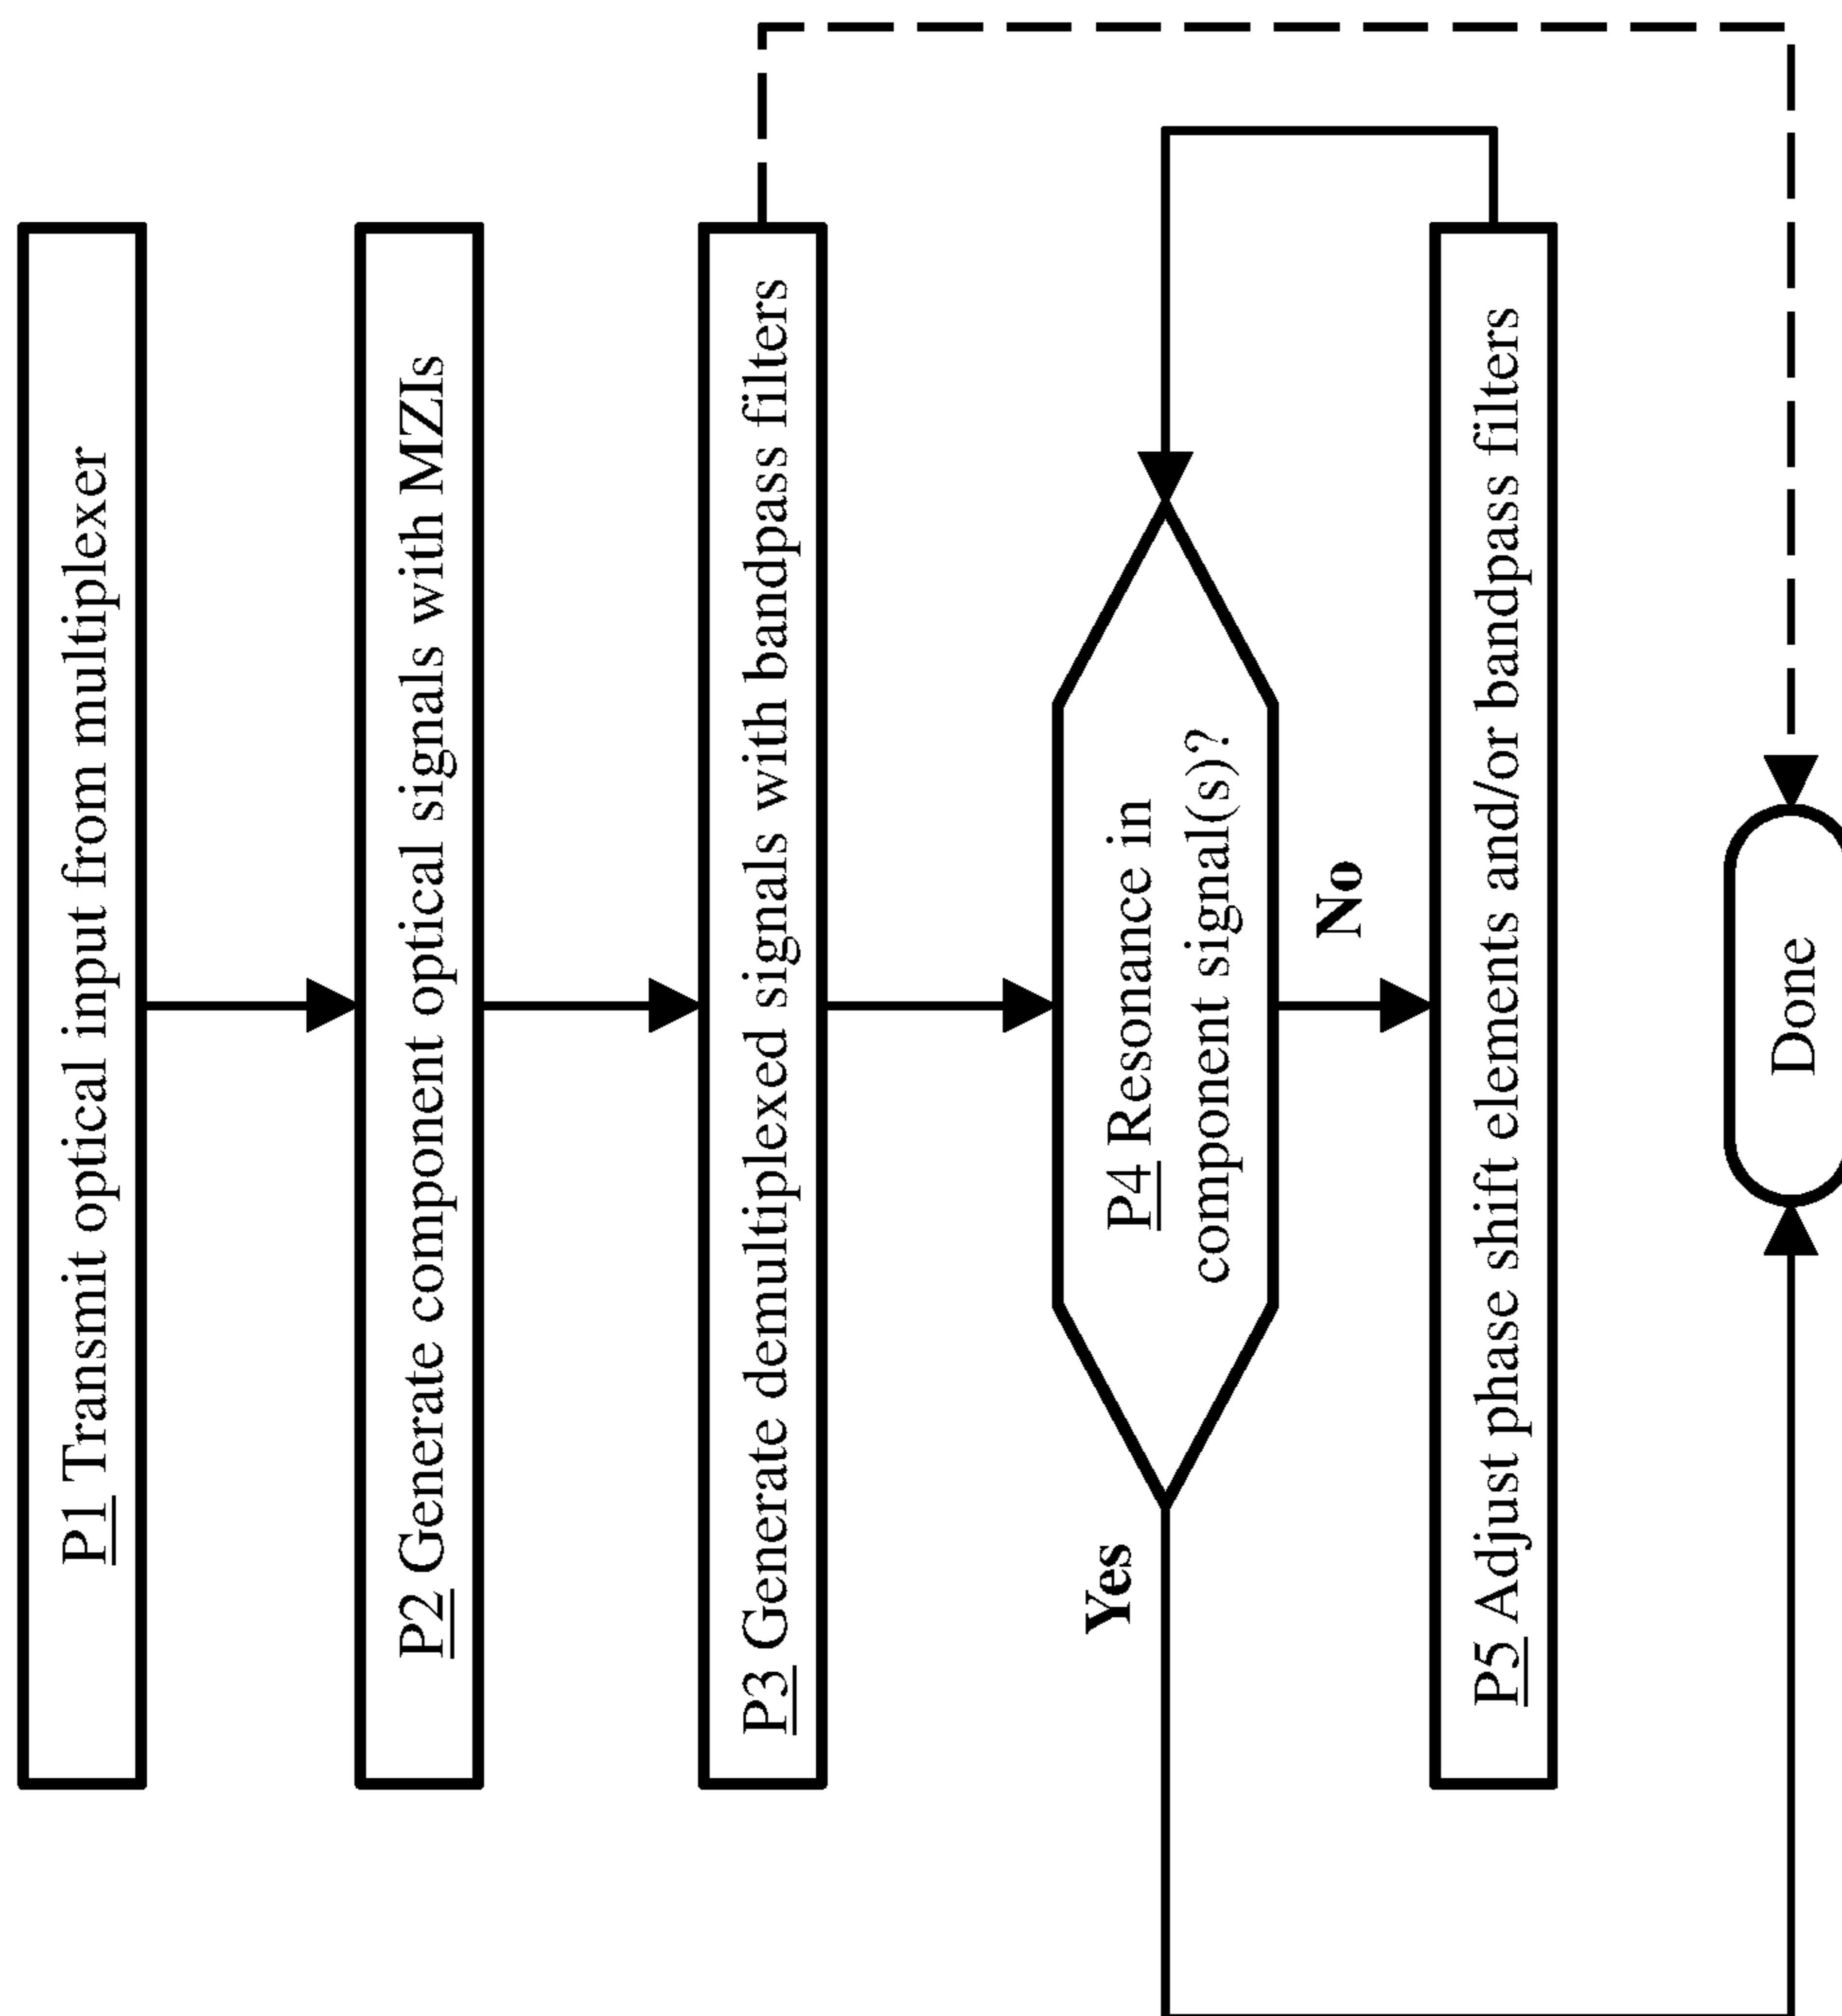 P1 Transmit optical input from multiplexer
P2 Generate component optical signals with MZIs
P3 Generate demultiplexed signals with bandpass filters
P4 Resonance in
component signal(s)?
Yes
No
P5 Adjust phase shift elements and/or bandpass filters
Done